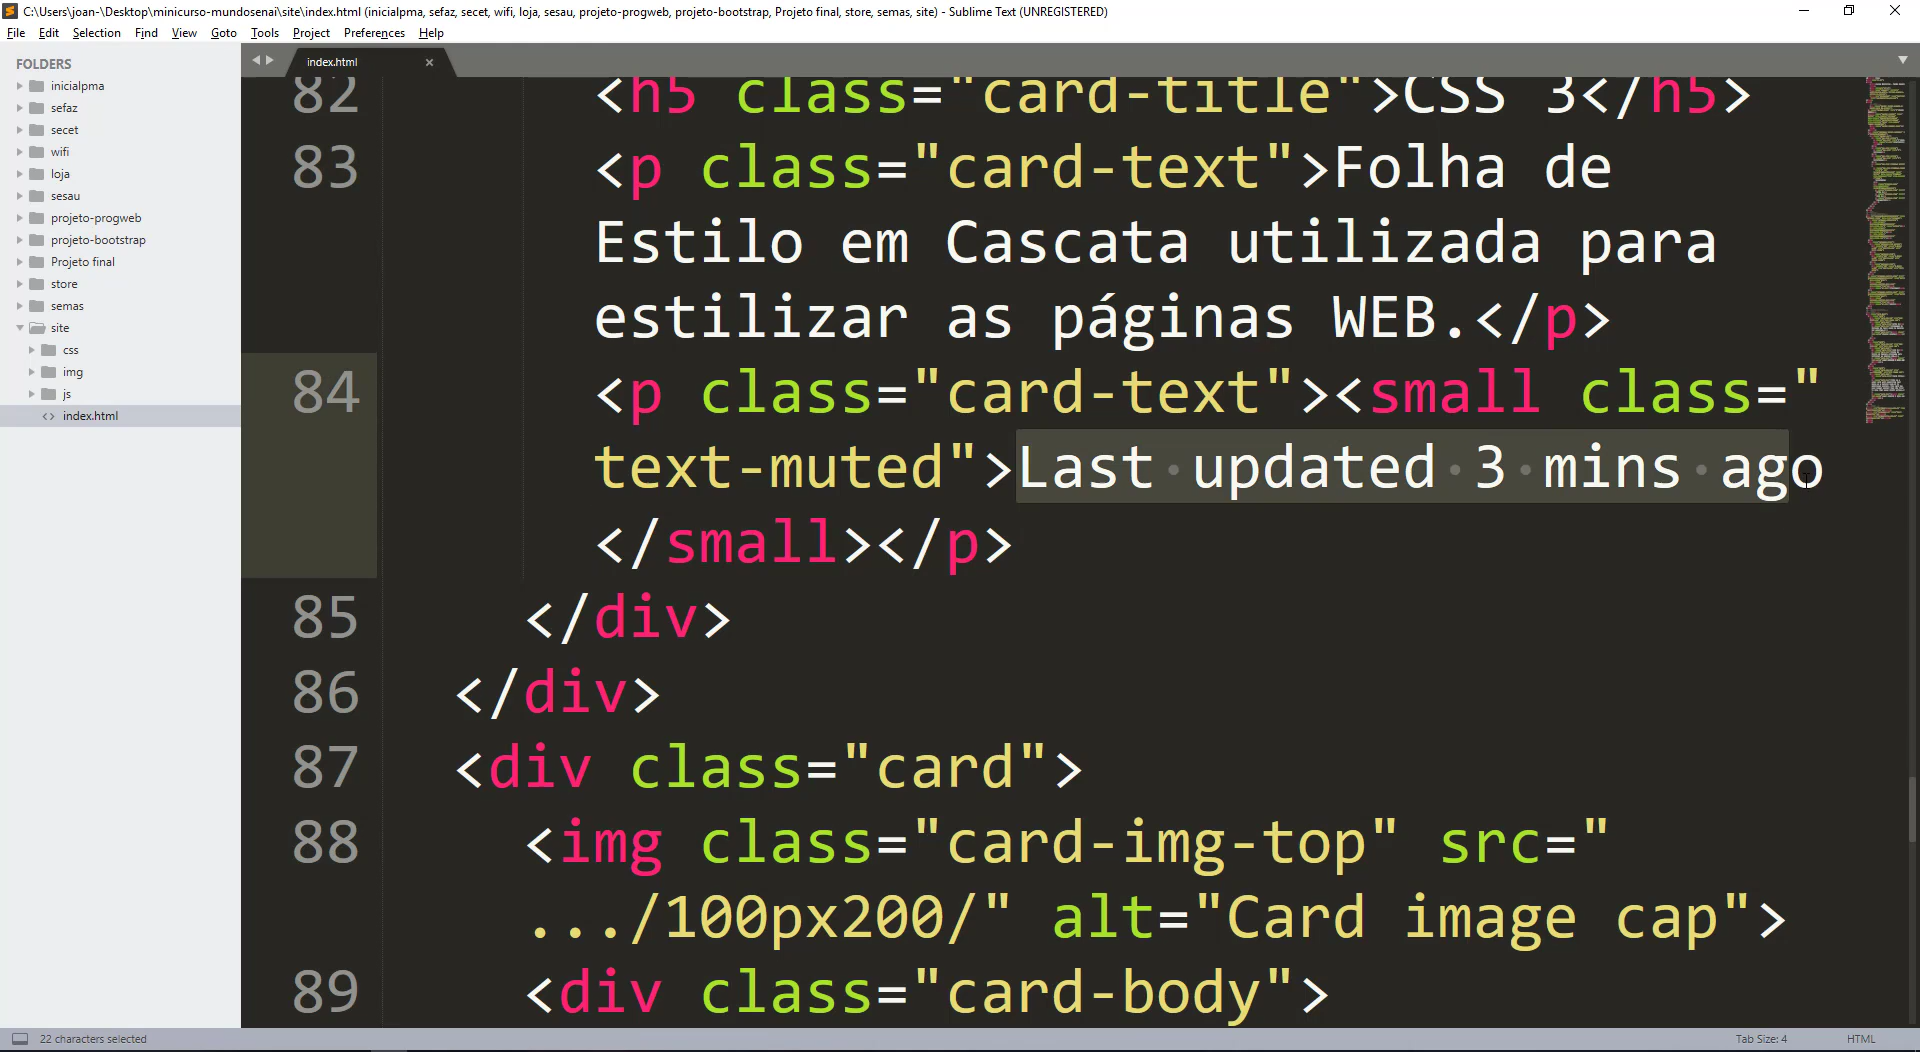 C:\Users\joan-\Desktop\minicurso-mundosenai\site\index.html (inicialpma, sefaz, secet, wifi, loja, sesau, projeto-progweb, projeto-bootstrap, Projeto final, store, semas, site) - Sublime Text (UNREGISTERED)
File Edit Selection Find View Goto Tools Project Preferences Help
FOLDERS
inicialpma
sefaz
secet
wifi
loja
sesau
projeto-progweb
projeto-bootstrap
Projeto final
store
semas
site
css
img
js
index.html
index.html
82 <h5 class="card-title">CSS 3</h5>
83 <p class="card-text">Folha de
Estilo em Cascata utilizada para
estilizar as páginas WEB.</p>
84 <p class="card-text"><small class="
text-muted">Last updated 3 mins ago
</small></p>
85 </div>
86 </div>
87 <div class="card">
88 <img class="card-img-top" src="
.../100px200/" alt="Card image cap">
89 <div class="card-body">
22 characters selected
Tab Size: 4
HTML